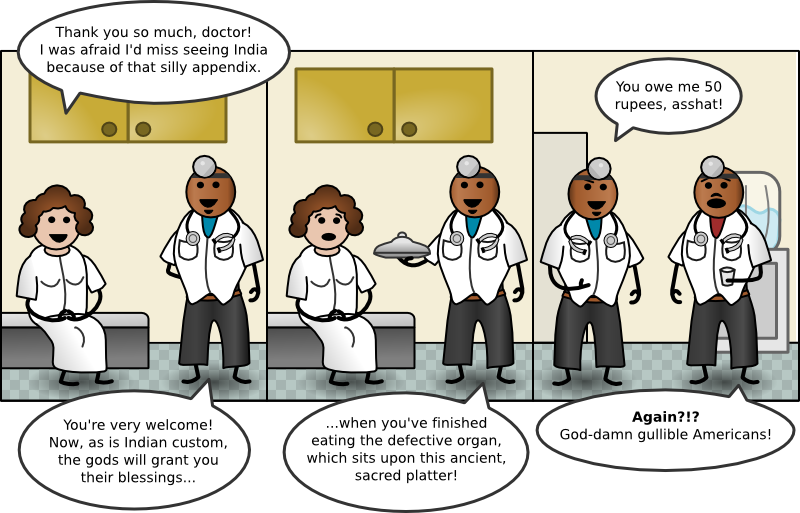 Thank you so much, doctor!
I was afraid I'd miss seeing India
because of that silly appendix.
You're very welcome!
Now, as is Indian custom,
the gods will grant you
their blessings...
...when you've finished
eating the defective organ,
which sits upon this ancient,
sacred platter!
You owe me 50
rupees, asshat!
Again?!?
God-damn gullible Americans!